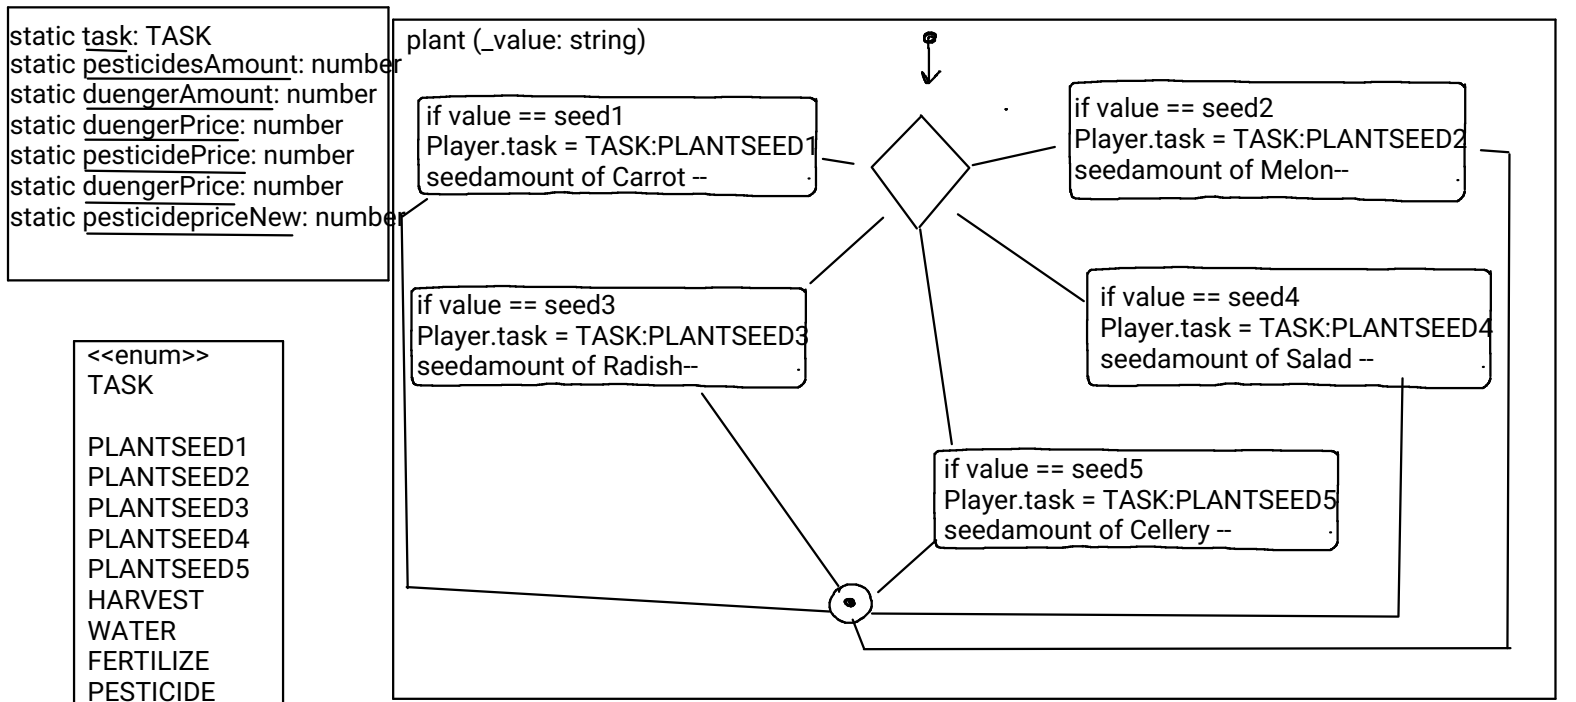 static task: TASK
static pesticidesAmount: number
static duengerAmount: number
static duengerPrice: number
static pesticidePrice: number
static duengerPrice: number
static pesticidepriceNew: number
<<enum>>
TASK
PLANTSEED1
PLANTSEED2
PLANTSEED3
PLANTSEED4
PLANTSEED5
HARVEST
WATER
FERTILIZE
PESTICIDE
plant (_value: string)
if value == seed1
Player.task = TASK:PLANTSEED1
seedamount of Carrot --
if value == seed2
Player.task = TASK:PLANTSEED2
seedamount of Melon--
if value == seed3
Player.task = TASK:PLANTSEED3
seedamount of Radish--
if value == seed4
Player.task = TASK:PLANTSEED4
seedamount of Salad --
if value == seed5
Player.task = TASK:PLANTSEED5
seedamount of Cellery --